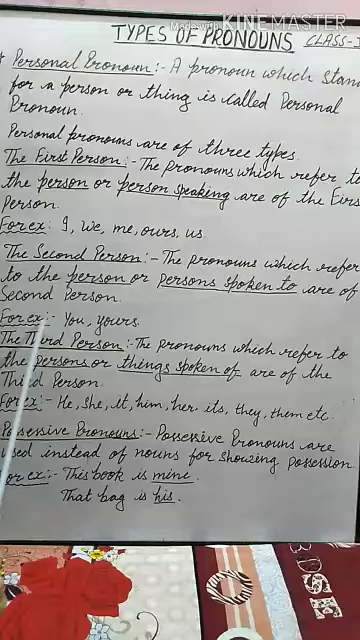 Made with KINEMASTER
TYPES OF PRONOUNS CLASS-
Personal Pronoun:- A pronoun which stan
for a person or thing is called Personal
Pronoun.
Personal pronouns are of three types.
The First Person:- The pronouns which refer to
the person or person speaking are of the Firs
Person.
For ex: I, we, me, ours, us.
The Second Person:- The pronouns which refer
to the person or persons spoken to are of
Second Person.
For ex:- You, yours.
The Third Person:- The pronouns which refer to
the persons or things spoken of are of the
Third Person.
For ex:- He, she, it, him, her, its, they, them etc.
Possessive Pronouns:- Possessive Pronouns are
used instead of nouns for showing possession.
For ex:- This book is mine.
That bag is his.